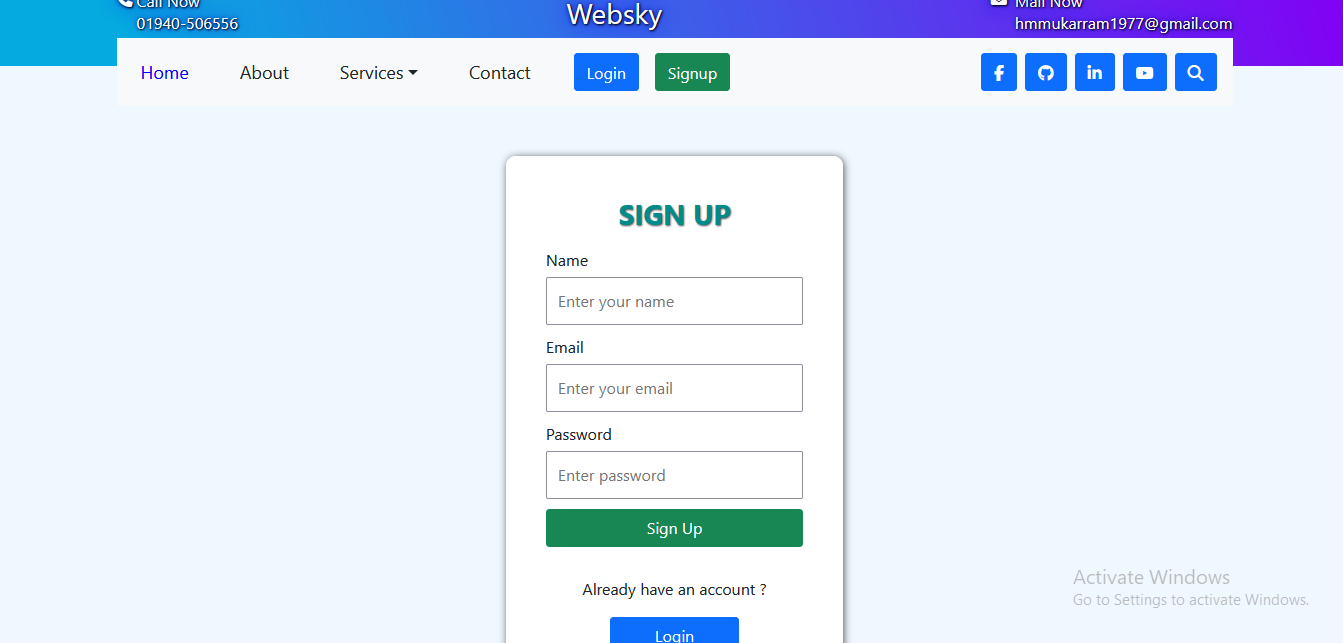 Call Now
01940-506556
Websky
Mail Now
hmmukarram1977@gmail.com
Home About Services Contact Login Signup
SIGN UP
Name
Enter your name
Email
Enter your email
Password
Enter password
Sign Up
Already have an account ?
Login
Activate Windows
Go to Settings to activate Windows.